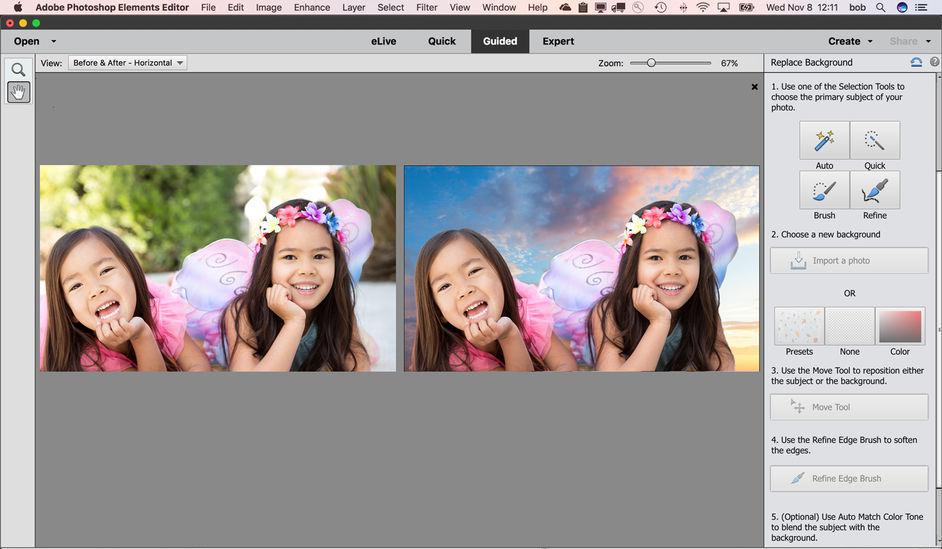 Adobe Photoshop Elements Editor File Edit Image Enhance Layer Select Filter View Window Help Wed Nov 8 12:11 bob
Open eLive Quick Guided Expert Create Share
View: Before & After - Horizontal Zoom: 67% Replace Background
1. Use one of the Selection Tools to
choose the primary subject of your
photo.
Auto Quick
Brush Refine
2. Choose a new background
Import a photo
OR
Presets None Color
3. Use the Move Tool to reposition either
the subject or the background.
Move Tool
4. Use the Refine Edge Brush to soften
the edges.
Refine Edge Brush
5. (Optional) Use Auto Match Color Tone
to blend the subject with the
background.